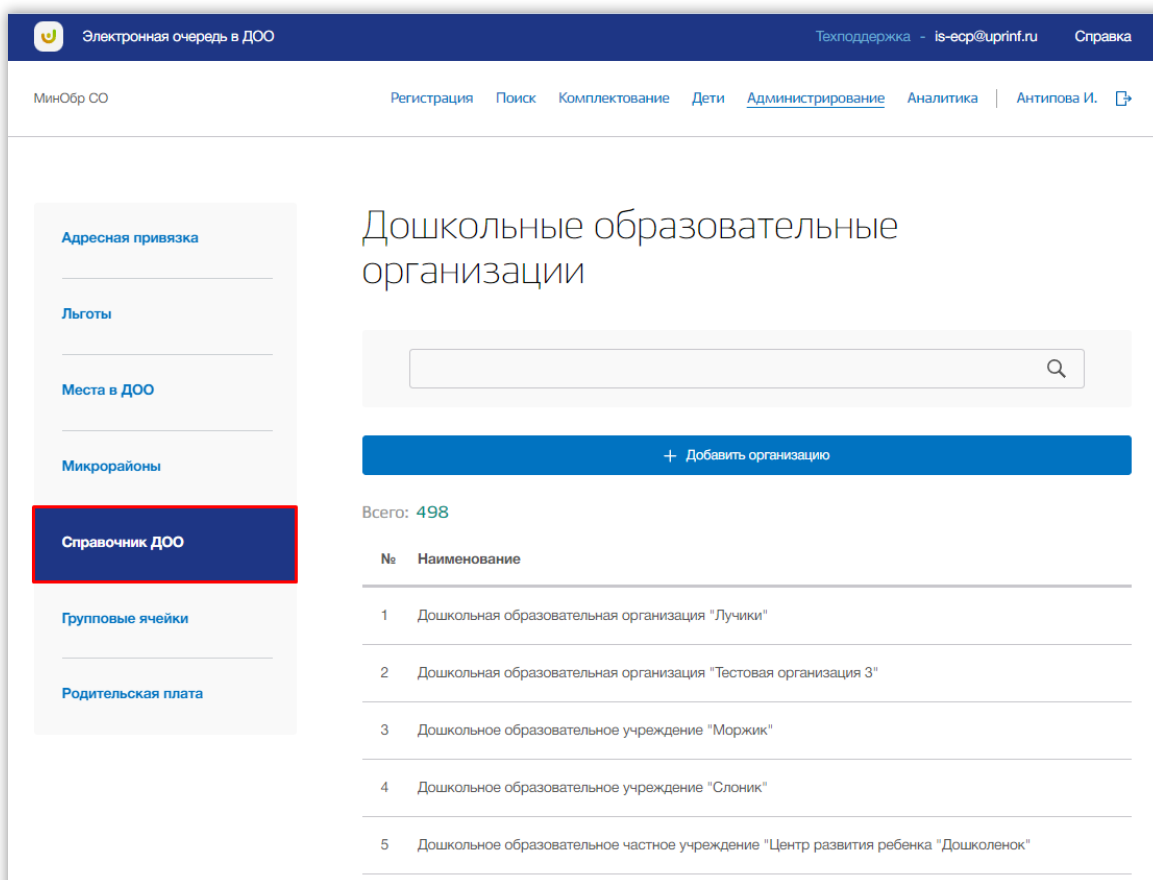 Электронная очередь в ДОО
Техподдержка - is-ecp@uprinf.ru Справка
МинОбр СО
Регистрация Поиск Комплектование Дети Администрирование Аналитика Антипова И.
Адресная привязка
Льготы
Места в ДОО
Микрорайоны
Справочник ДОО
Групповые ячейки
Родительская плата
Дошкольные образовательные
организации
+ Добавить организацию
Всего: 498
№ Наименование
1 Дошкольная образовательная организация "Лучики"
2 Дошкольная образовательная организация "Тестовая организация 3"
3 Дошкольное образовательное учреждение "Моржик"
4 Дошкольное образовательное учреждение "Слоник"
5 Дошкольное образовательное частное учреждение "Центр развития ребенка "Дошколенок"